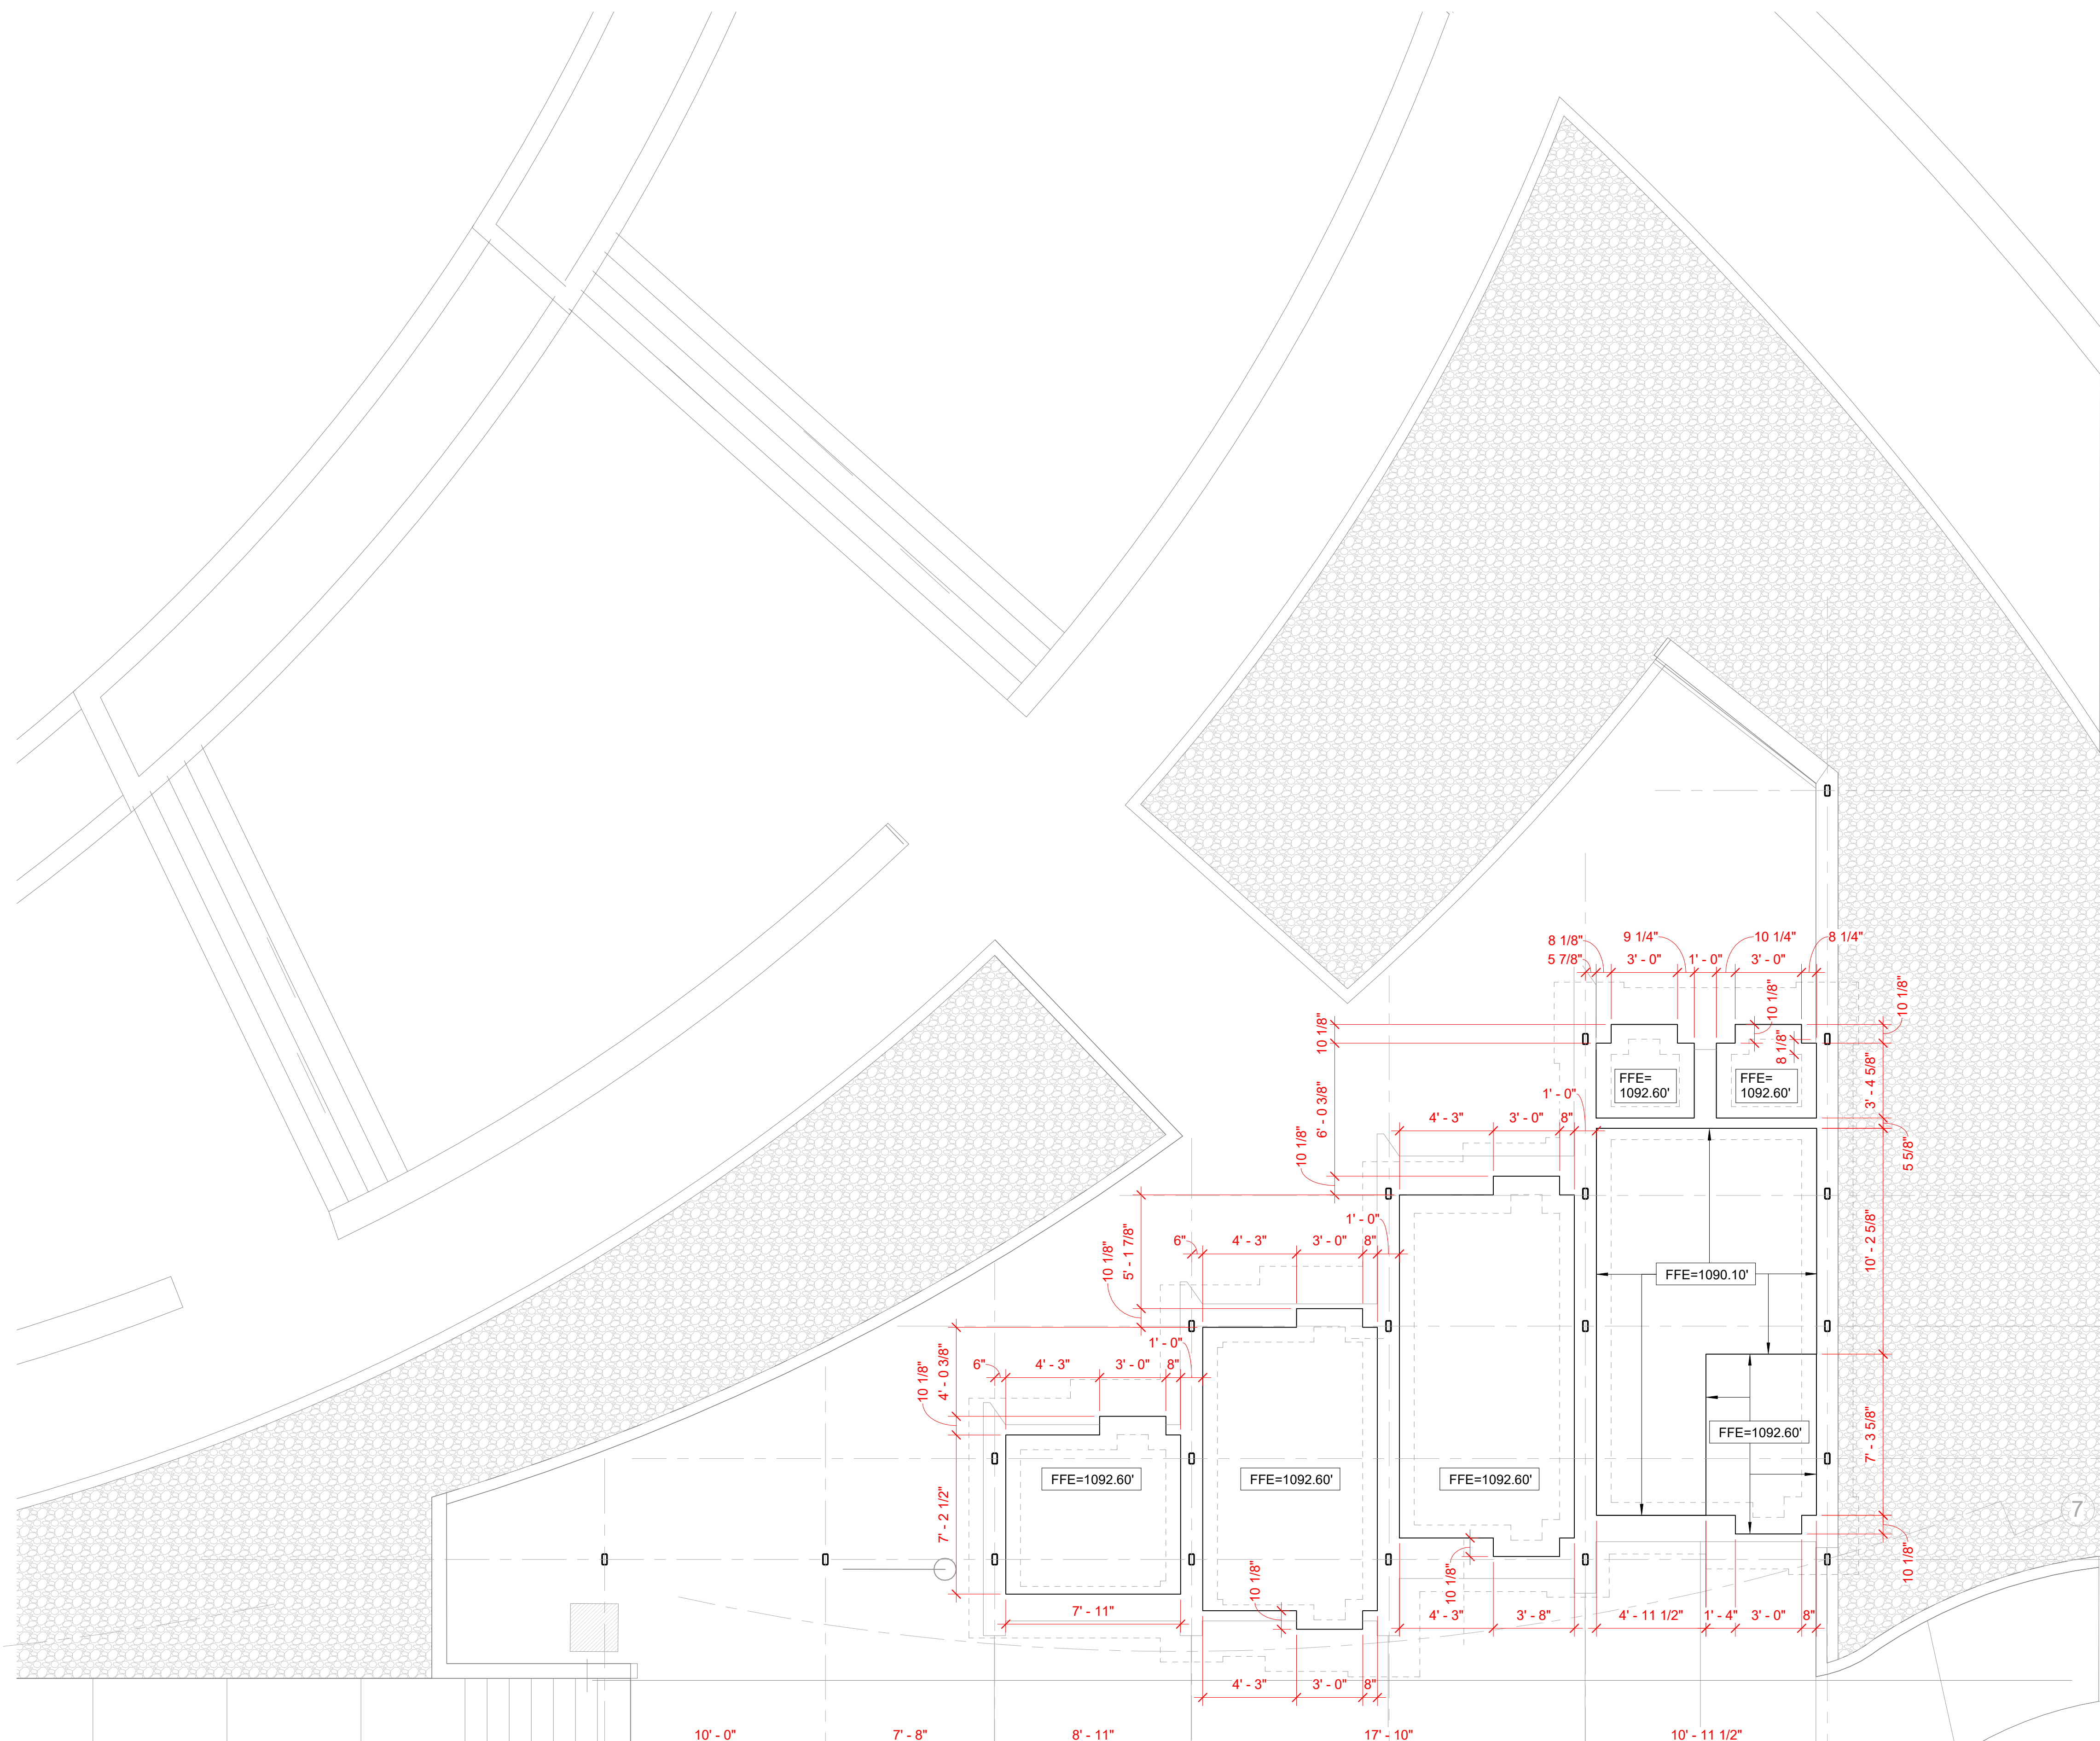 8 1/8"
9 1/4"
10 1/4"
8 1/4"
5 7/8"
3' - 0"
1' - 0"
3' - 0"
10 1/8"
10 1/8"
10 1/8"
8 1/8"
FFE=
1092.60'
FFE=
1092.60'
3' - 4 5/8"
6' - 0 3/8"
1' - 0"
4' - 3"
3' - 0"
8"
10 1/8"
5 5/8"
1' - 0"
6"
4' - 3"
3' - 0"
8"
10 1/8"
5' - 1 7/8"
10' - 2 5/8"
FFE=1090.10'
1' - 0"
6"
4' - 3"
3' - 0"
8"
10 1/8"
4' - 0 3/8"
FFE=1092.60'
7' - 3 5/8"
FFE=1092.60'
FFE=1092.60'
FFE=1092.60'
7
7' - 2 1/2"
10 1/8"
10 1/8"
10 1/8"
7' - 11"
4' - 3"
3' - 8"
4' - 11 1/2"
1' - 4"
3' - 0"
8"
4' - 3"
3' - 0"
8"
10' - 0"
7' - 8"
8' - 11"
17' - 10"
10' - 11 1/2"